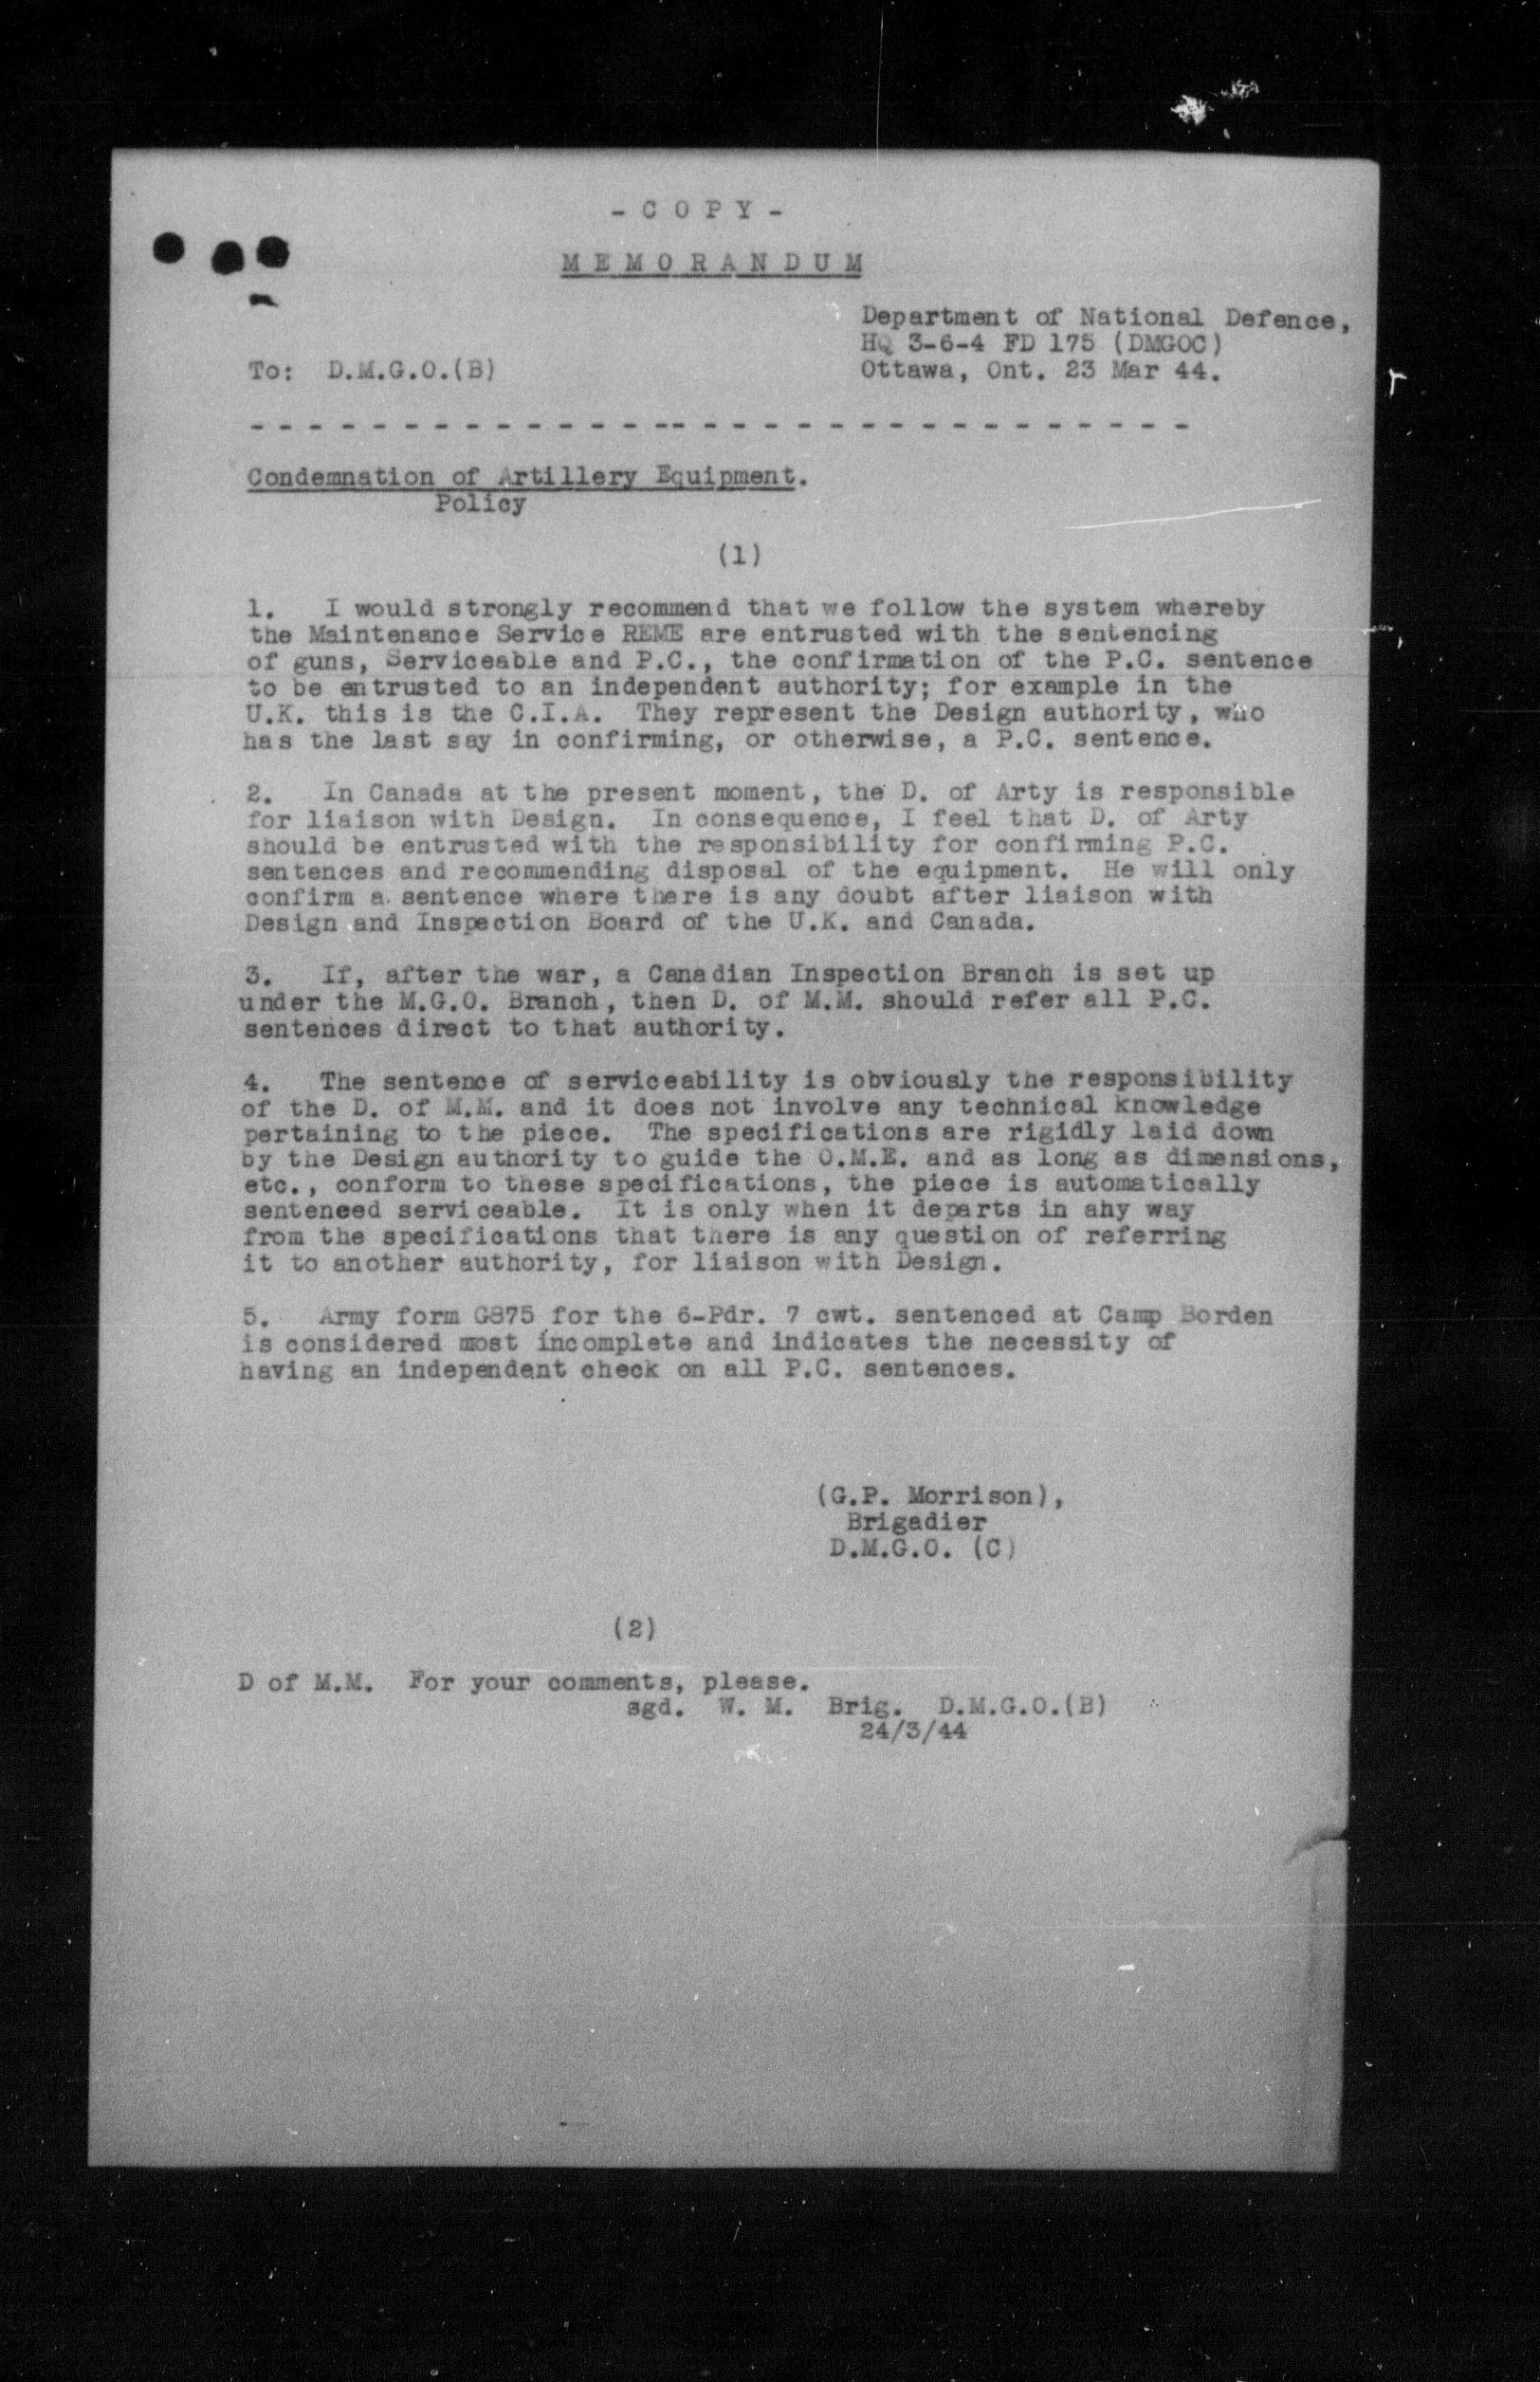 - C O P Y -
M E M O R A N D U M
Department of National Defence,
HQ 3-6-4 FD 175 (DMGOC)
To: D.M.G.O.(B)
Ottawa, Ont. 23 Mar 44.
- - - - - - - - - - - - - -- - - - - - - - - - - - - - - - -
Condemnation of Artillery Equipment.
Policy
(1)
1. I would strongly recommend that we follow the system whereby
the Maintenance Service REME are entrusted with the sentencing
of guns, Serviceable and P.C., the confirmation of the P.C. sentence
to be entrusted to an independent authority; for example in the
U.K. this is the C.I.A. They represent the Design authority, who
has the last say in confirming, or otherwise, a P.C. sentence.
2. In Canada at the present moment, the D. of Arty is responsible
for liaison with Design. In consequence, I feel that D. of Arty
should be entrusted with the responsibility for confirming P.C.
sentences and recommending disposal of the equipment. He will only
confirm a sentence where there is any doubt after liaison with
Design and Inspection Board of the U.K. and Canada.
3. If, after the war, a Canadian Inspection Branch is set up
under the M.G.O. Branch, then D. of M.M. should refer all P.C.
sentences direct to that authority.
4. The sentence of serviceability is obviously the responsibility
of the D. of M.M. and it does not involve any technical knowledge
pertaining to the piece. The specifications are rigidly laid down
by the Design authority to guide the O.M.E. and as long as dimensions,
etc., conform to these specifications, the piece is automatically
sentenced serviceable. It is only when it departs in ahy way
from the specifications that there is any question of referring
it to another authority, for liaison with Design.
5. Army form G875 for the 6-Pdr. 7 cwt. sentenced at Camp Borden
is considered most incomplete and indicates the necessity of
having an independent check on all P.C. sentences.
(G.P. Morrison),
Brigadier
D.M.G.O. (C)
(2)
D of M.M. For your comments, please.
sgd. W. M. Brig. D.M.G.O.(B)
24/3/44